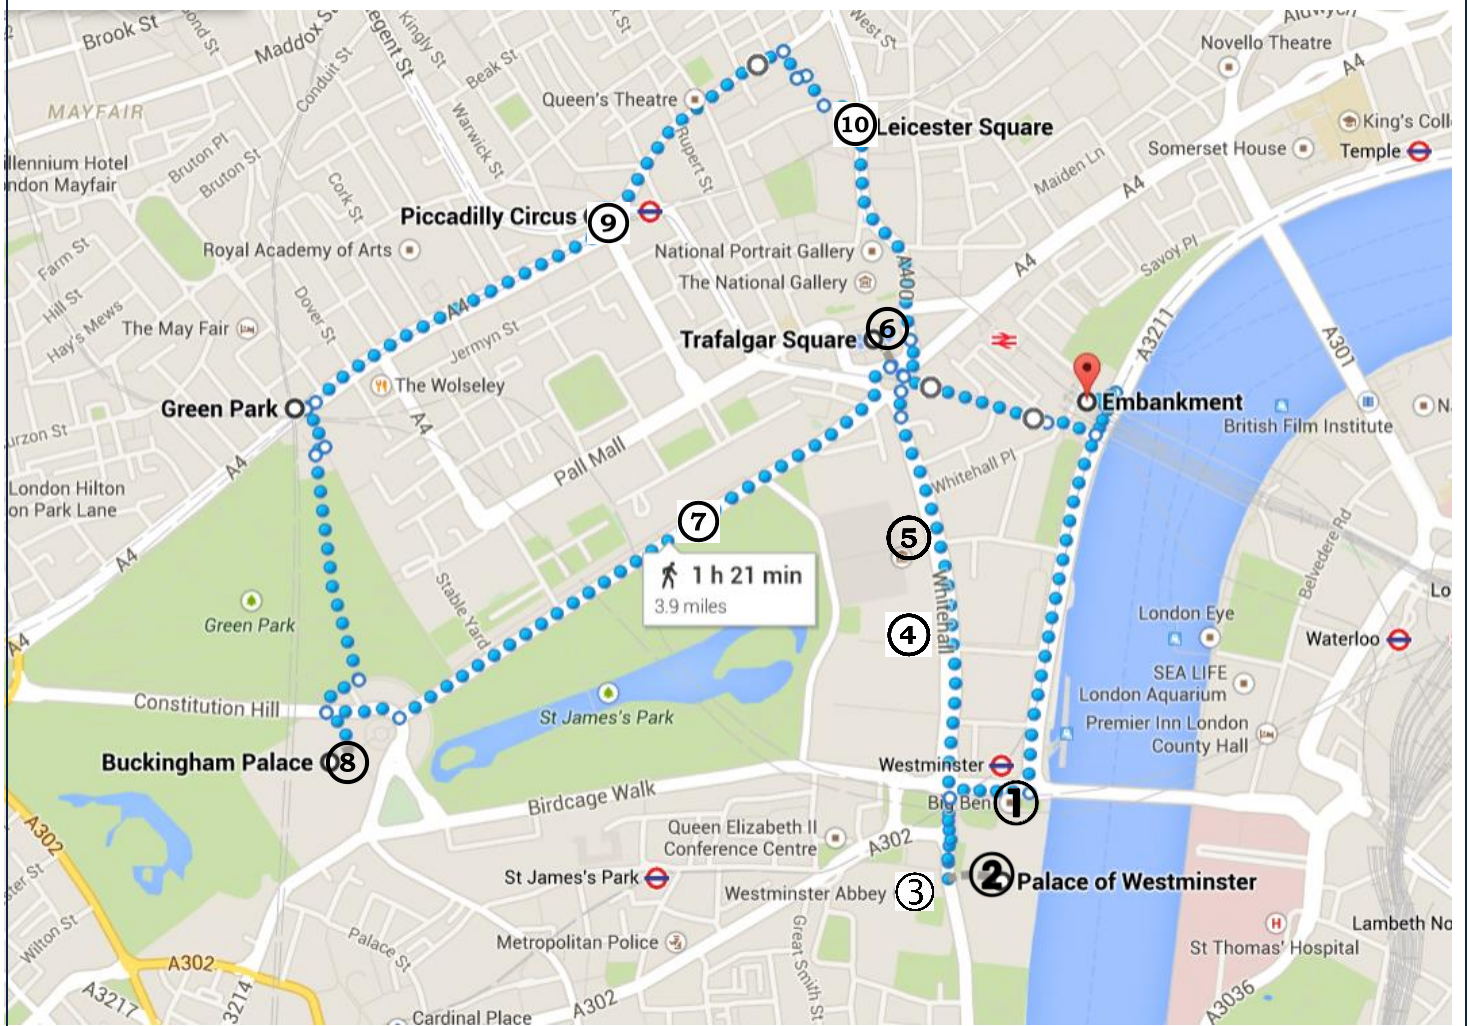 Brook St
Maddox St
Kingly St
Beak St
West St
Novello Theatre
A4
MAYFAIR
Conduit St
Queen's Theatre
Warwick St
Rupert St
10
Leicester Square
Maiden Ln
Somerset House
King's Coll
Temple
Bruton Pl
Bruton St
llennium Hotel
ndon Mayfair
Cork St
Piccadilly Circus
9
A4
Farm St
Royal Academy of Arts
National Portrait Gallery
The National Gallery
A400
A4
Savoy Pl
Hill St
Hay's Mews
The May Fair
Dover St
A4
Jermyn St
Trafalgar Square
6
A3211
A301
The Wolseley
A4
Green Park
Embankment
British Film Institute
N
urzon St
A4
Pall Mall
Whitehall Pl
London Hilton
on Park Lane
7
5
Belvedere Rd
A4
1 h 21 min
3.9 miles
Stable Yard
Whitehall
Green Park
4
London Eye
Waterloo
Lo
A4
SEA LIFE
London Aquarium
Constitution Hill
St James's Park
Premier Inn London
County Hall
Buckingham Palace
8
Westminster
Big Ben
1
Birdcage Walk
Queen Elizabeth II
Conference Centre
A302
A302
St James's Park
Westminster Abbey
3
2
Palace of Westminster
Lambeth No
Wilton St
Palace St
Metropolitan Police
Great Smith St
H
St Thomas' Hospital
A302
A3217
3214
A302
Cardinal Place
A3036